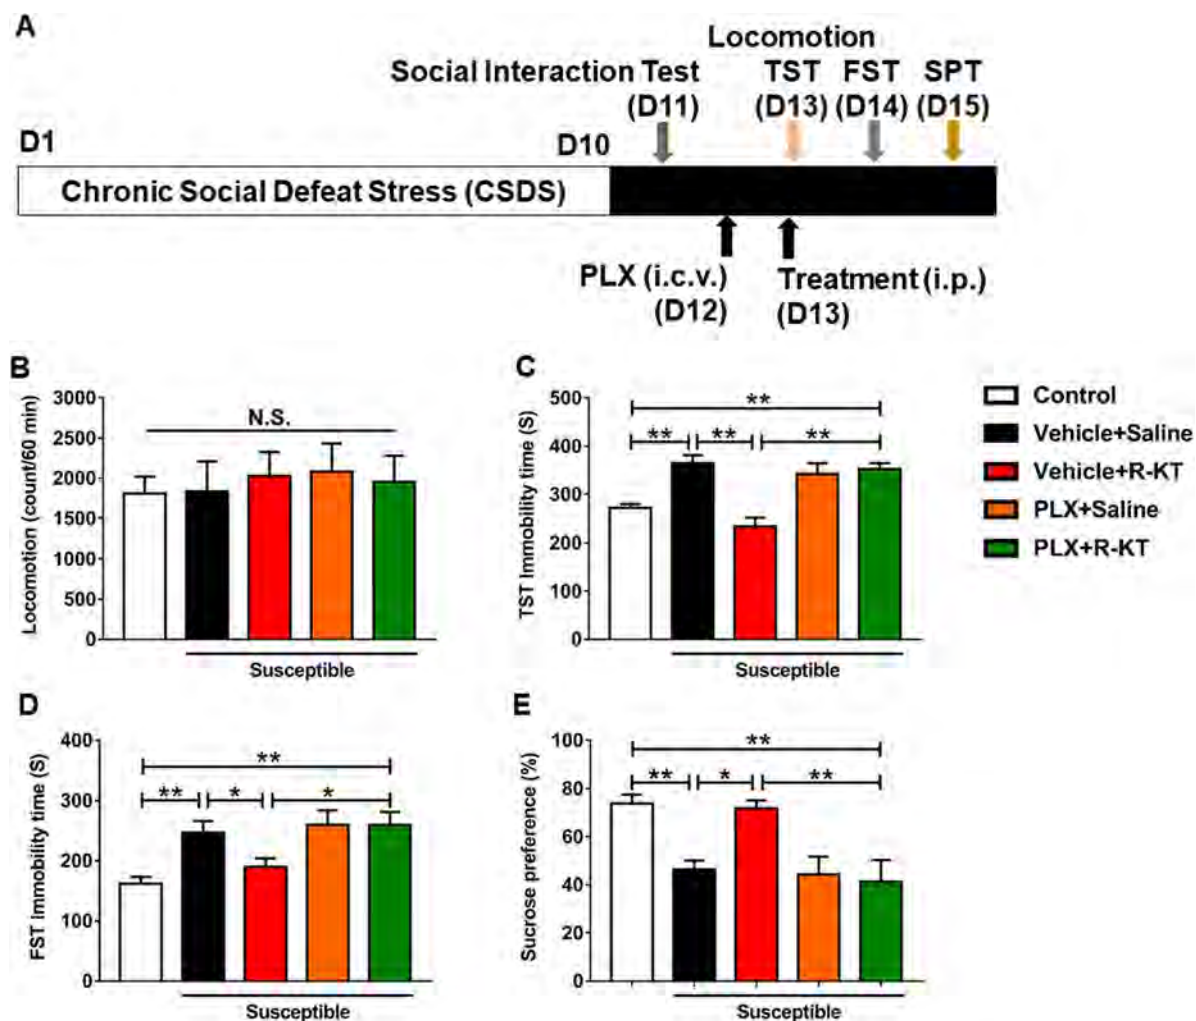 A
Locomotion
Social Interaction Test TST FST SPT
(D11) (D13) (D14) (D15)
D1 D10
Chronic Social Defeat Stress (CSDS)
PLX (i.c.v.) Treatment (i.p.)
(D12) (D13)
B
Locomotion (count/60 min)
3000
2500
2000
1500
1000
500
0
N.S.
Susceptible
C
TST Immobility time (S)
500
400
300
200
100
0
**
** ** **
Susceptible
Control
Vehicle+Saline
Vehicle+R-KT
PLX+Saline
PLX+R-KT
D
FST Immobility time (S)
400
300
200
100
0
**
** * *
Susceptible
E
Sucrose preference (%)
100
80
60
40
20
0
**
** * **
Susceptible